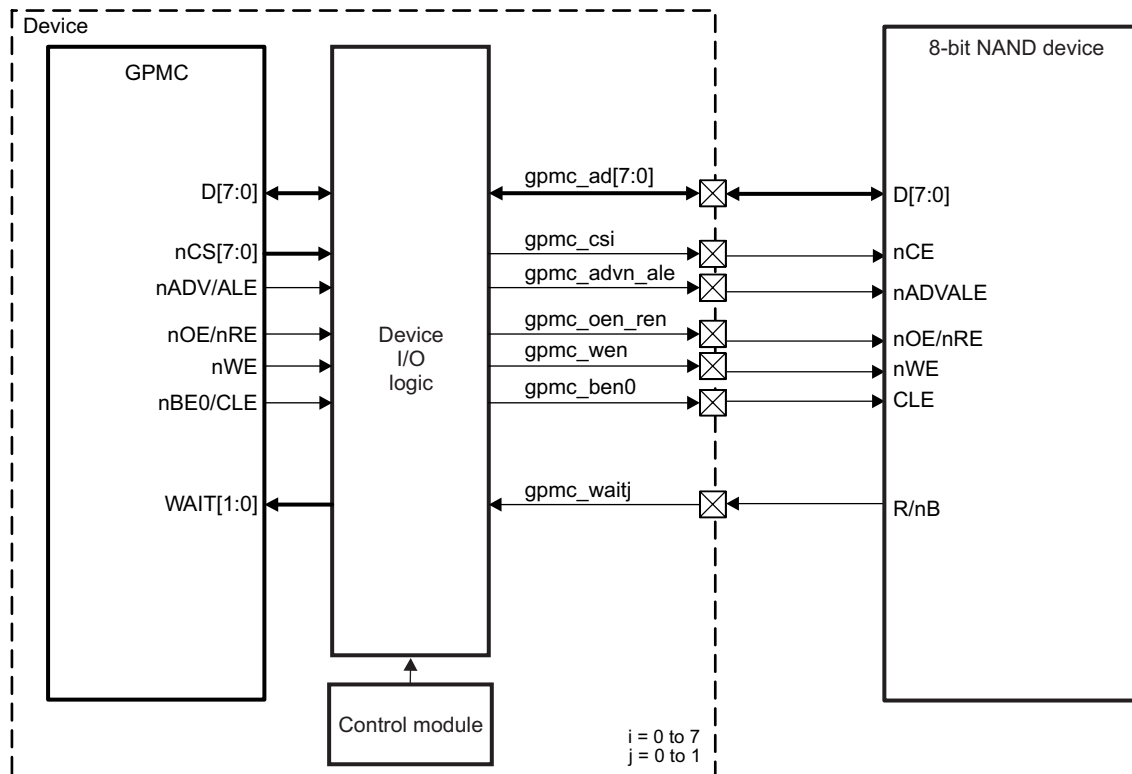 Device
GPMC
8-bit NAND device
D[7:0]
gpmc_ad[7:0]
D[7:0]
nCS[7:0]
gpmc_csi
nCE
nADV/ALE
gpmc_advn_ale
nADVALE
nOE/nRE
gpmc_oen_ren
nOE/nRE
nWE
gpmc_wen
nWE
nBE0/CLE
gpmc_ben0
CLE
Device
I/O
logic
WAIT[1:0]
gpmc_waitj
R/nB
Control module
i = 0 to 7
j = 0 to 1